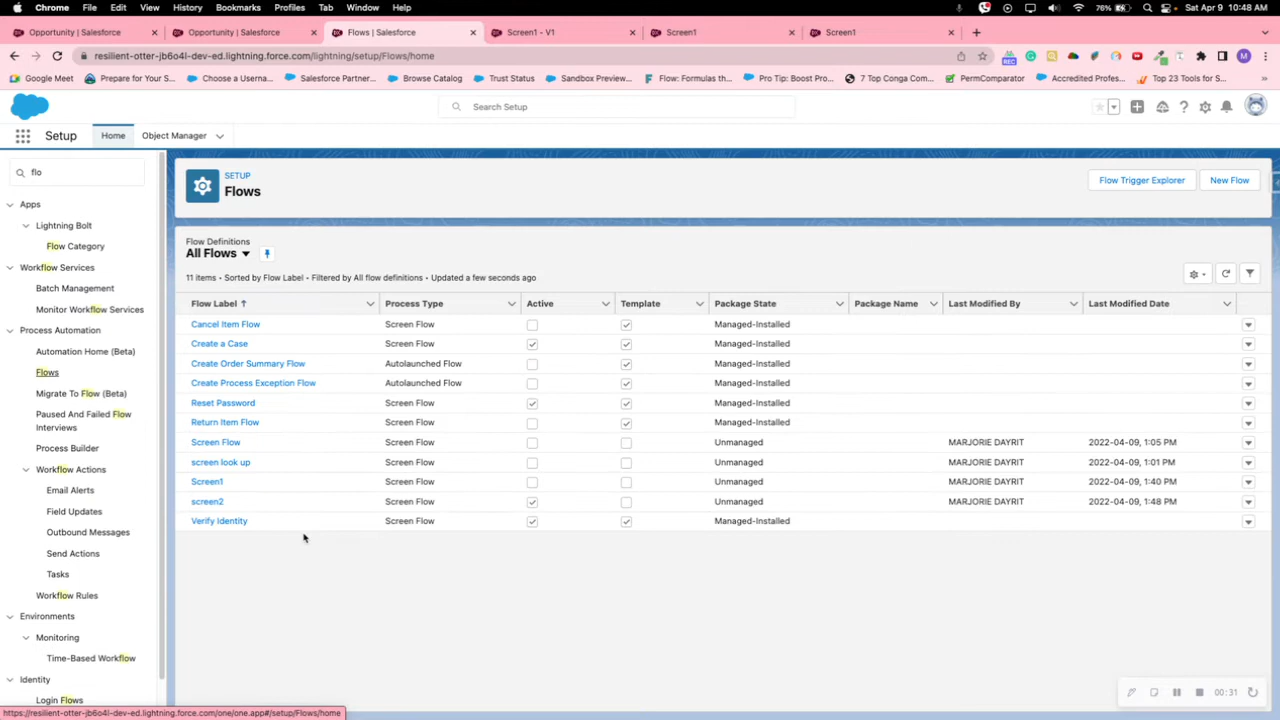 Chrome File Edit View History Bookmarks Profiles Tab Window Help 76% Sat Apr 9 10:48 AM
Opportunity | Salesforce Opportunity | Salesforce Flows | Salesforce Screen1 - V1 Screen1 Screen1
resilient-otter-jb6o4l-dev-ed.lightning.force.com/lightning/setup/Flows/home
Google Meet Prepare for Your S... Choose a Userna... Salesforce Partner... Browse Catalog Trust Status Sandbox Preview... Flow: Formulas th... Pro Tip: Boost Pro... 7 Top Conga Com... PermComparator Accredited Profes... Top 23 Tools for S...
Search Setup
Setup Home Object Manager
flo
Apps
Lightning Bolt
Flow Category
Workflow Services
Batch Management
Monitor Workflow Services
Process Automation
Automation Home (Beta)
Flows
Migrate To Flow (Beta)
Paused And Failed Flow
Interviews
Process Builder
Workflow Actions
Email Alerts
Field Updates
Outbound Messages
Send Actions
Tasks
Workflow Rules
Environments
Monitoring
Time-Based Workflow
Identity
Login Flows
SETUP
Flows
Flow Trigger Explorer New Flow
Flow Definitions
All Flows
11 items • Sorted by Flow Label • Filtered by All flow definitions • Updated a few seconds ago
Flow Label ↑ Process Type Active Template Package State Package Name Last Modified By Last Modified Date
Cancel Item Flow Screen Flow Managed-Installed
Create a Case Screen Flow Managed-Installed
Create Order Summary Flow Autolaunched Flow Managed-Installed
Create Process Exception Flow Autolaunched Flow Managed-Installed
Reset Password Screen Flow Managed-Installed
Return Item Flow Screen Flow Managed-Installed
Screen Flow Screen Flow Unmanaged MARJORIE DAYRIT 2022-04-09, 1:05 PM
screen look up Screen Flow Unmanaged MARJORIE DAYRIT 2022-04-09, 1:01 PM
Screen1 Screen Flow Unmanaged MARJORIE DAYRIT 2022-04-09, 1:40 PM
screen2 Screen Flow Unmanaged MARJORIE DAYRIT 2022-04-09, 1:48 PM
Verify Identity Screen Flow Managed-Installed
00:31
https://resilient-otter-jb6o4l-dev-ed.lightning.force.com/one/one.app#/setup/Flows/home